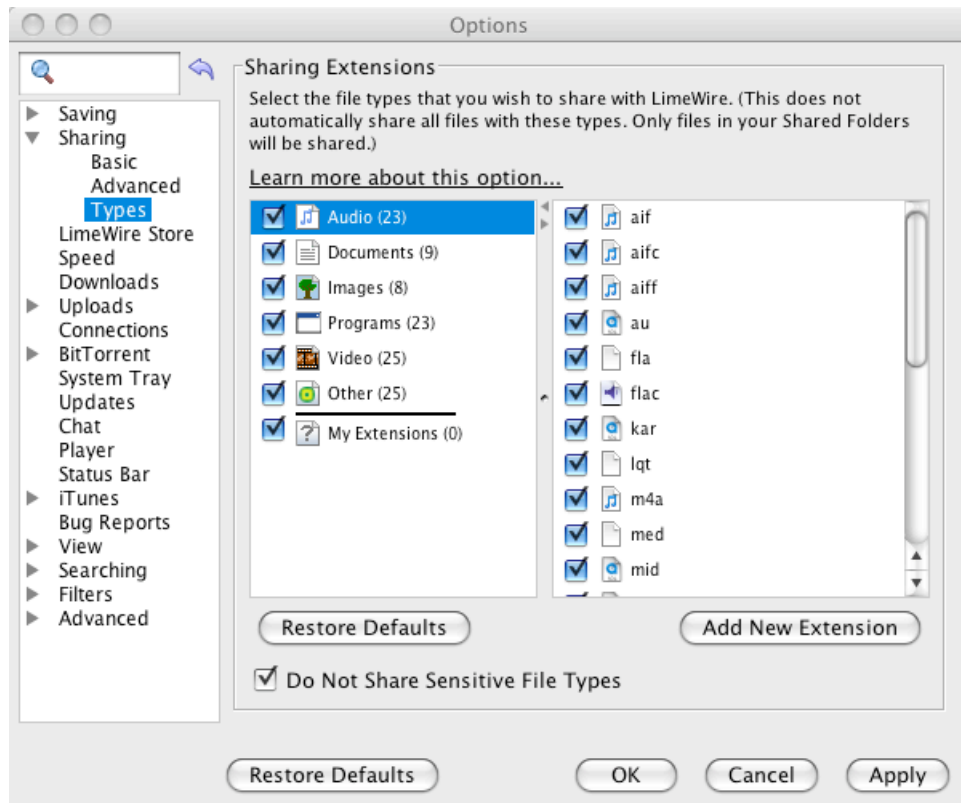 Options
Saving
Sharing
Basic
Advanced
Types
LimeWire Store
Speed
Downloads
Uploads
Connections
BitTorrent
System Tray
Updates
Chat
Player
Status Bar
iTunes
Bug Reports
View
Searching
Filters
Advanced
Sharing Extensions
Select the file types that you wish to share with LimeWire. (This does not
automatically share all files with these types. Only files in your Shared Folders
will be shared.)
Learn more about this option...
Audio (23)
Documents (9)
Images (8)
Programs (23)
Video (25)
Other (25)
My Extensions (0)
aif
aifc
aiff
au
fla
flac
kar
lqt
m4a
med
mid
Restore Defaults
Add New Extension
Do Not Share Sensitive File Types
Restore Defaults
OK
Cancel
Apply